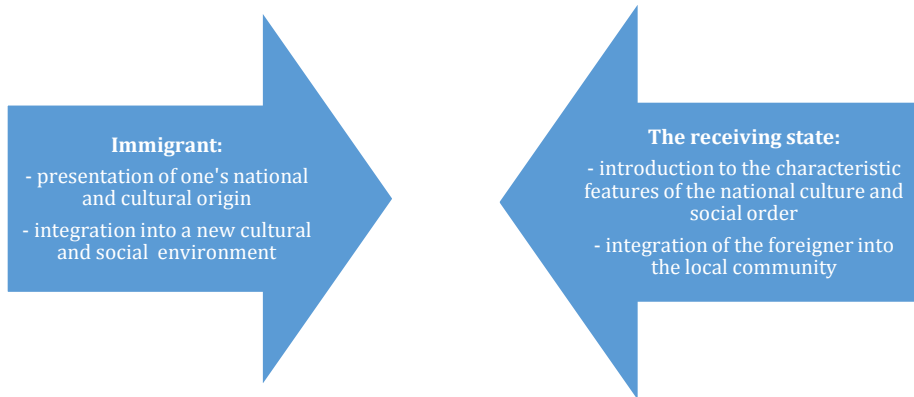 Immigrant:
- presentation of one's national
and cultural origin
- integration into a new cultural
and social environment
The receiving state:
- introduction to the characteristic
features of the national culture and
social order
- integration of the foreigner into
the local community